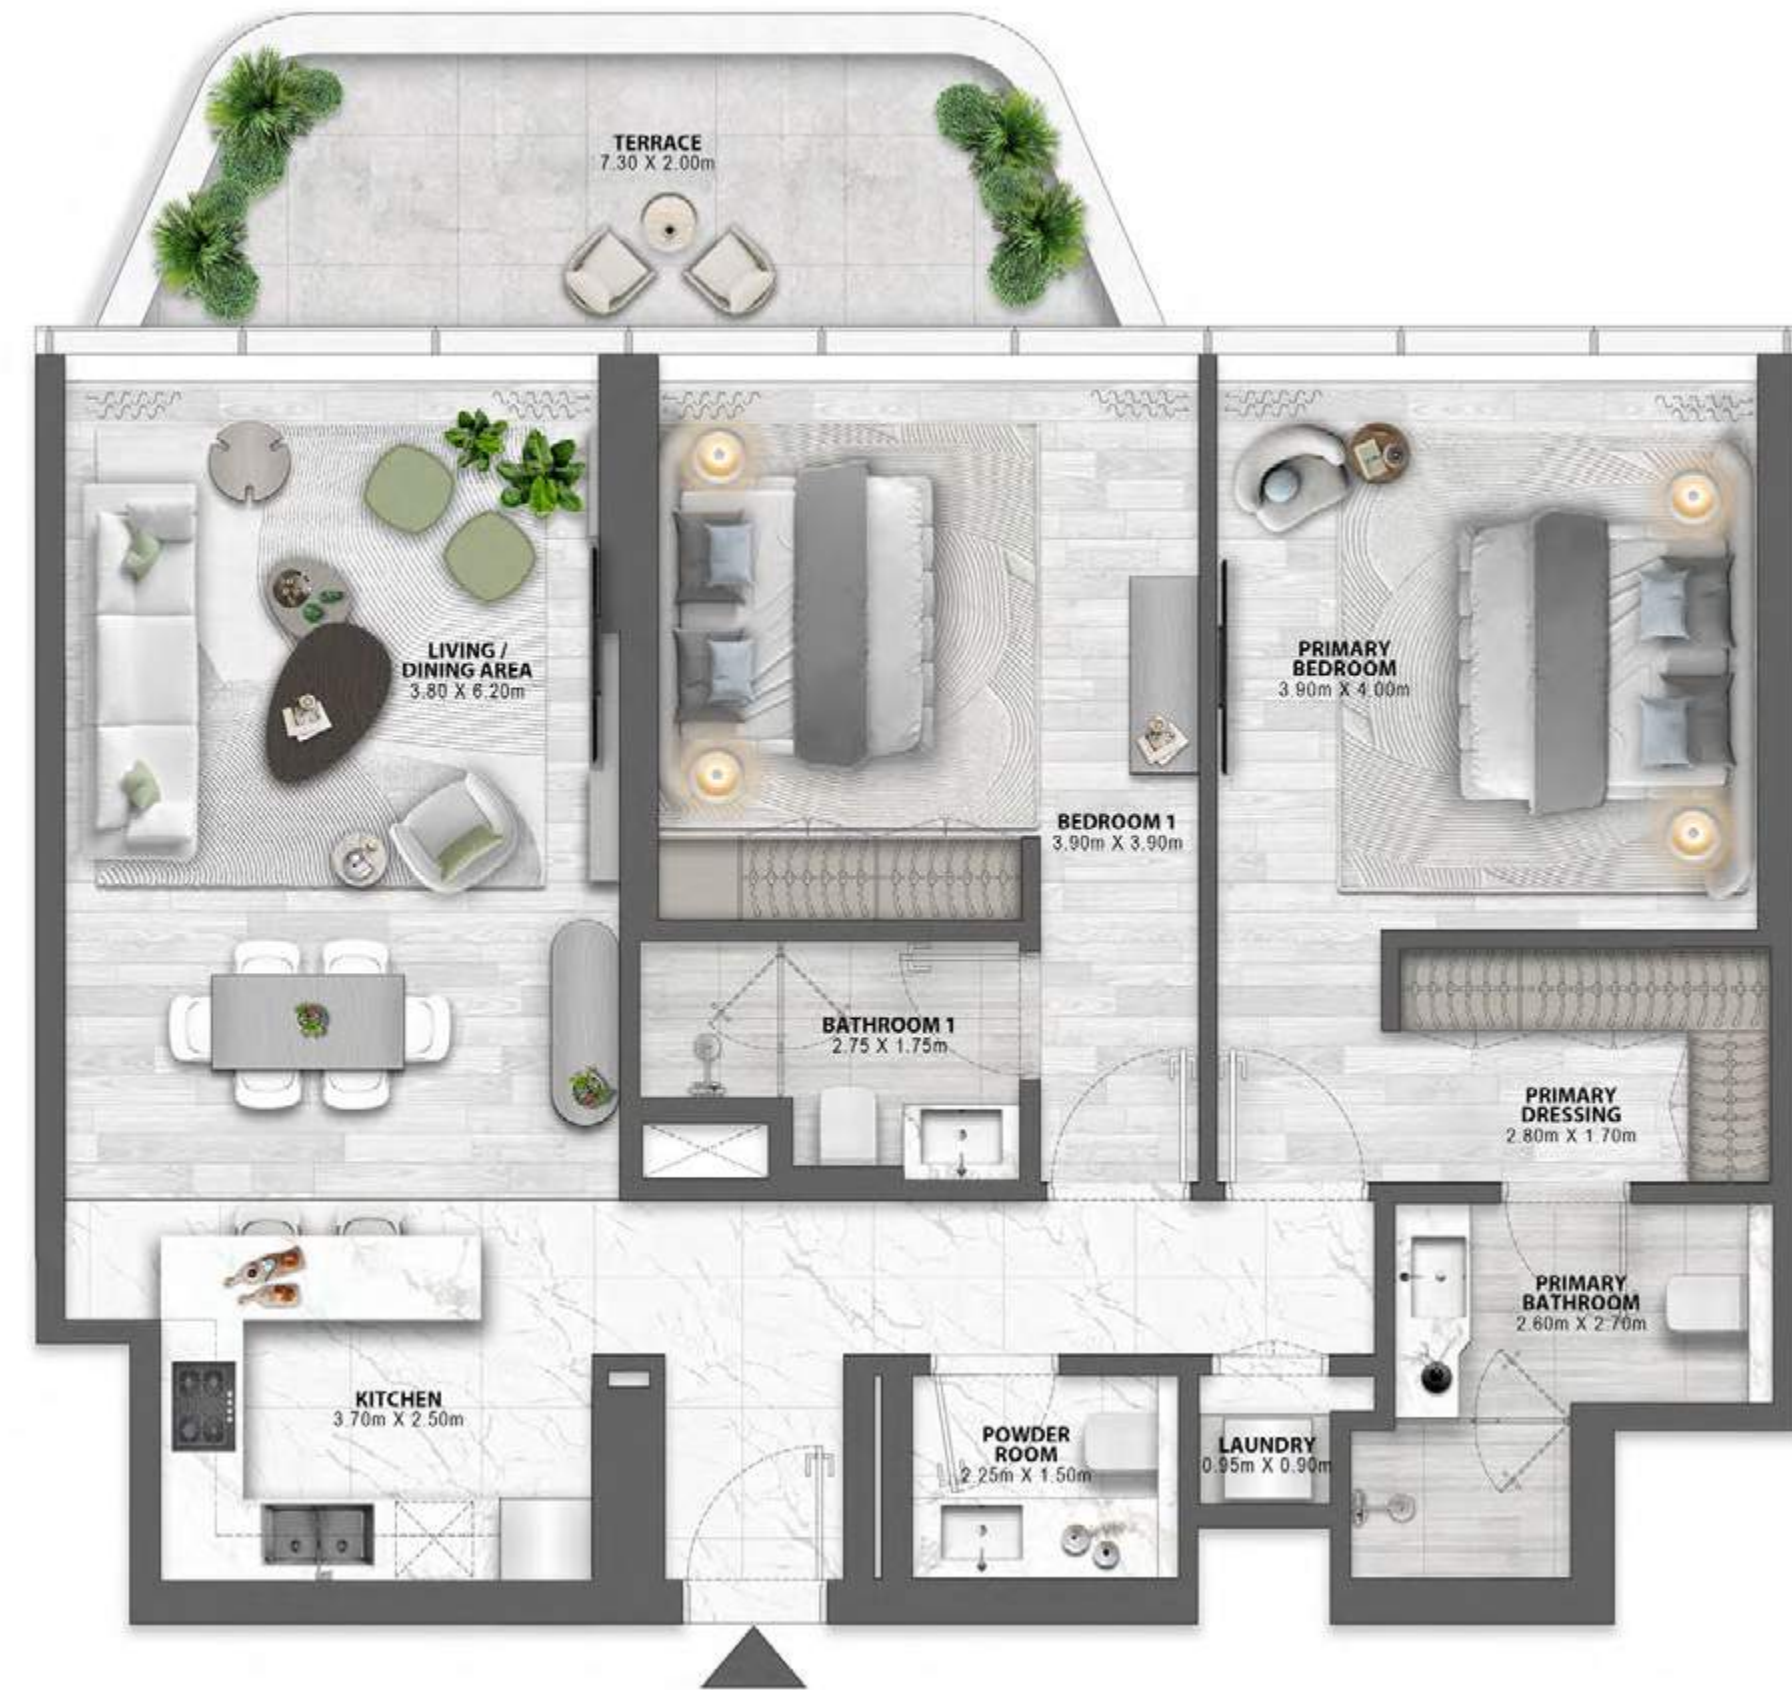 TERRACE
7.30 X 2.00m
LIVING /
DINING AREA
3.80 X 6.20m
PRIMARY
BEDROOM
3.90m X 4.00m
BEDROOM 1
3.90m X 3.90m
BATHROOM 1
2.75 X 1.75m
PRIMARY
DRESSING
2.80m X 1.70m
PRIMARY
BATHROOM
2.60m X 2.70m
KITCHEN
3.70m X 2.50m
POWDER
ROOM
2.25m X 1.50m
LAUNDRY
0.95m X 0.90m